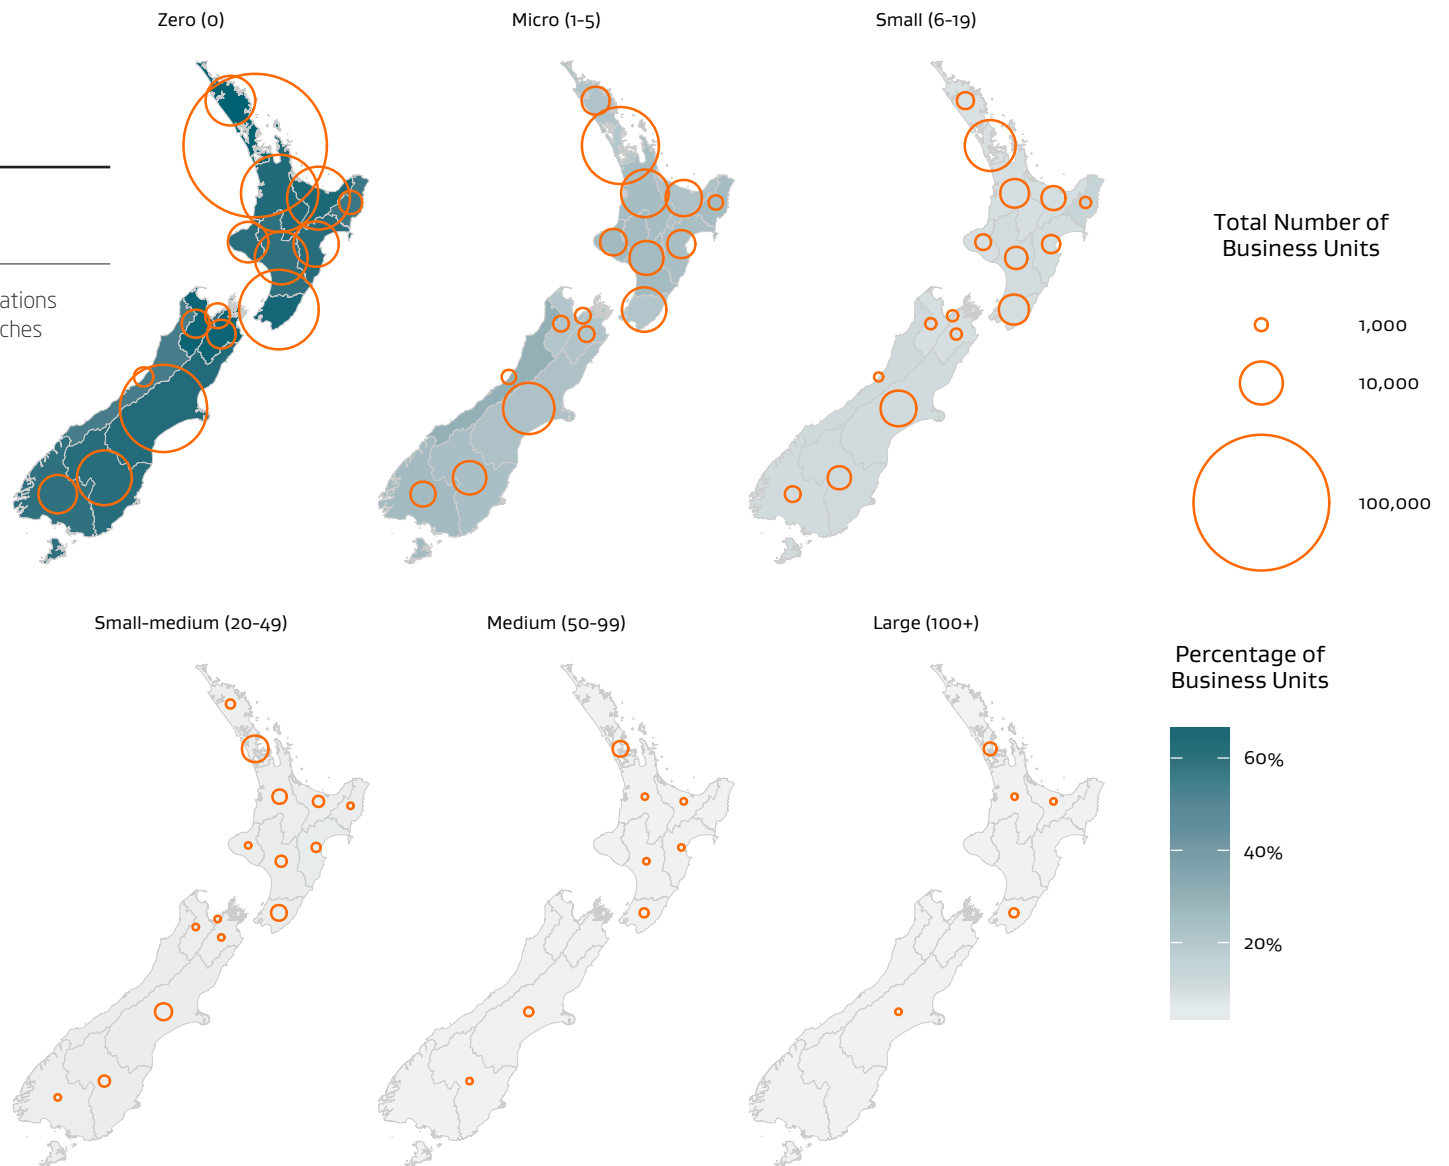 Zero (0)
Micro (1-5)
Small (6-19)
ations
ches
Total Number of
Business Units
1,000
10,000
100,000
Small-medium (20-49)
Medium (50-99)
Large (100+)
Percentage of
Business Units
60%
40%
20%